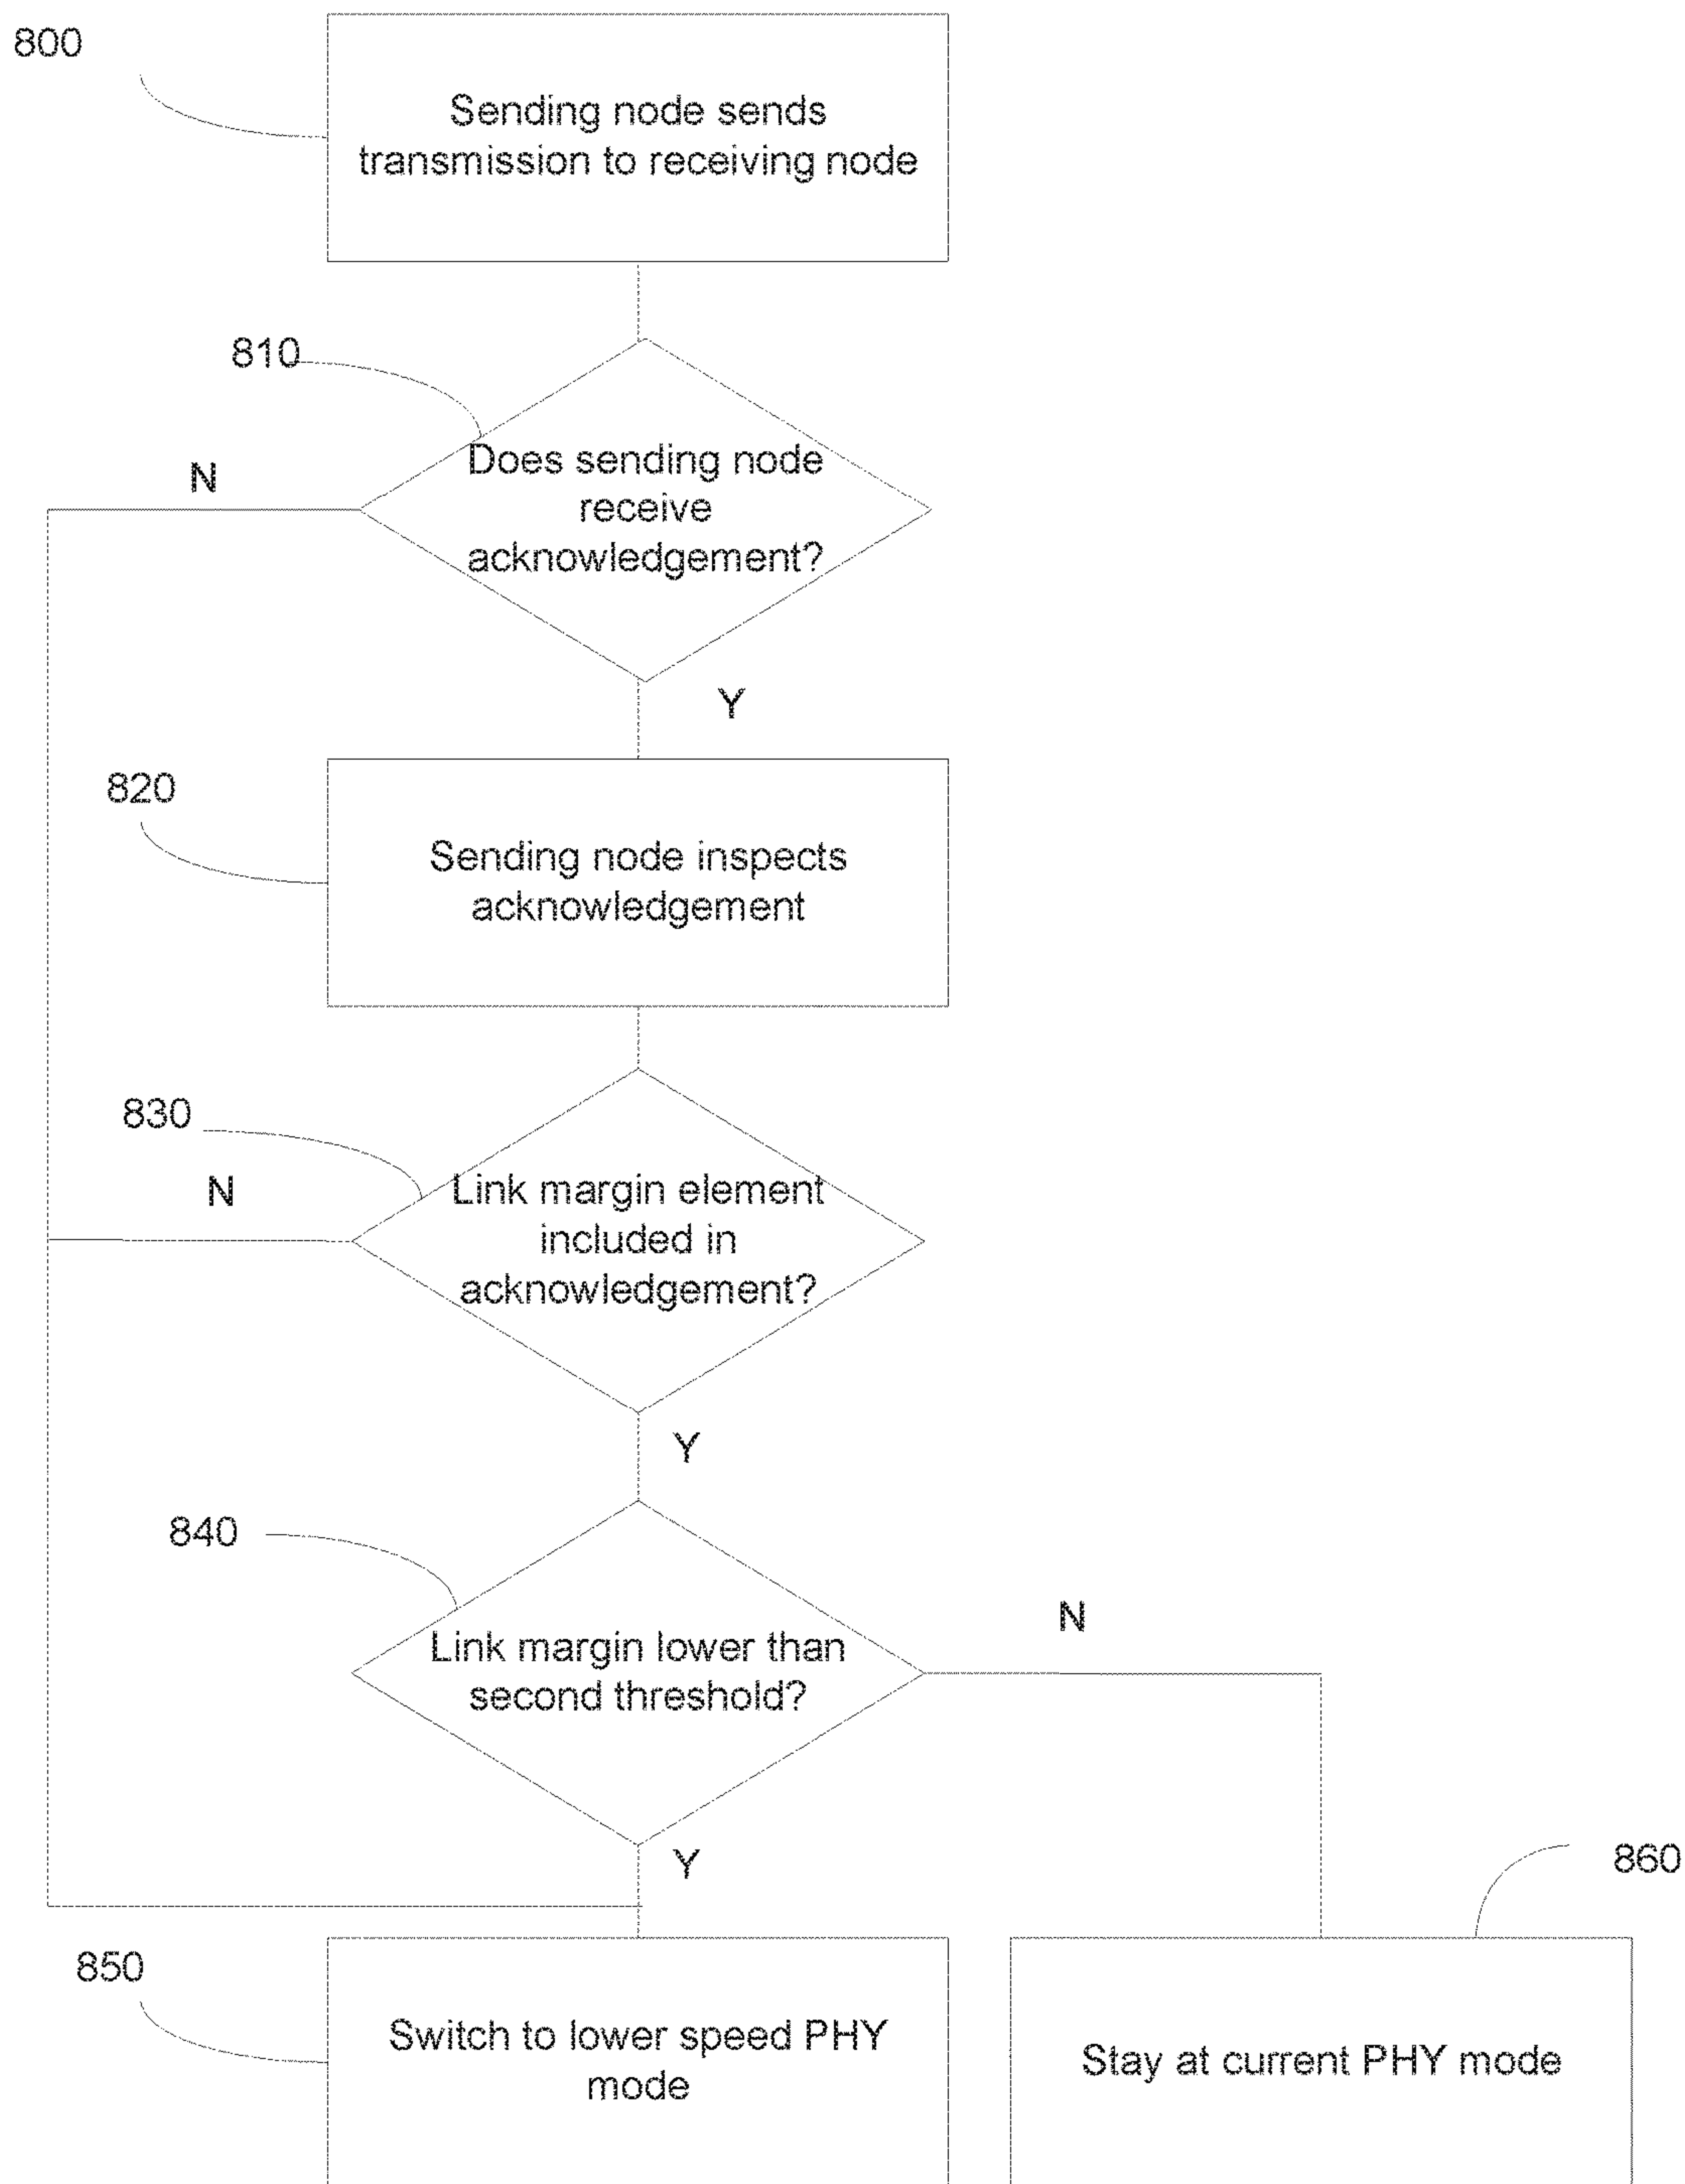 800
Sending node sends
transmission to receiving node
810
Does sending node
receive
acknowledgement?
N
Y
820
Sending node inspects
acknowledgement
830
N
Link margin element
included in
acknowledgement?
Y
840
Link margin lower than
second threshold?
N
Y
860
850
Switch to lower speed PHY
mode
Stay at current PHY mode